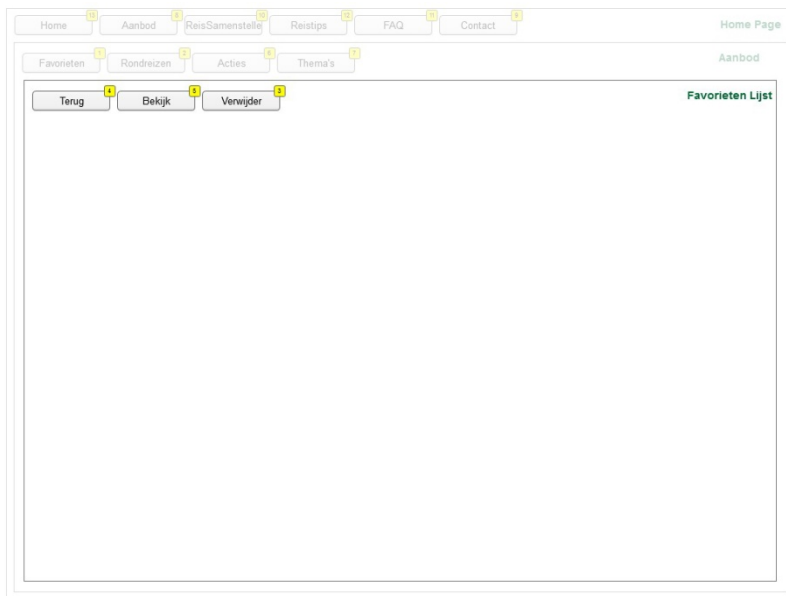 Home Aanbod ReisSamenstelle Reistips FAQ Contact Home Page
Favorieten Rondreizen Acties Thema's Aanbod
Terug Bekijk Verwijder Favorieten Lijst